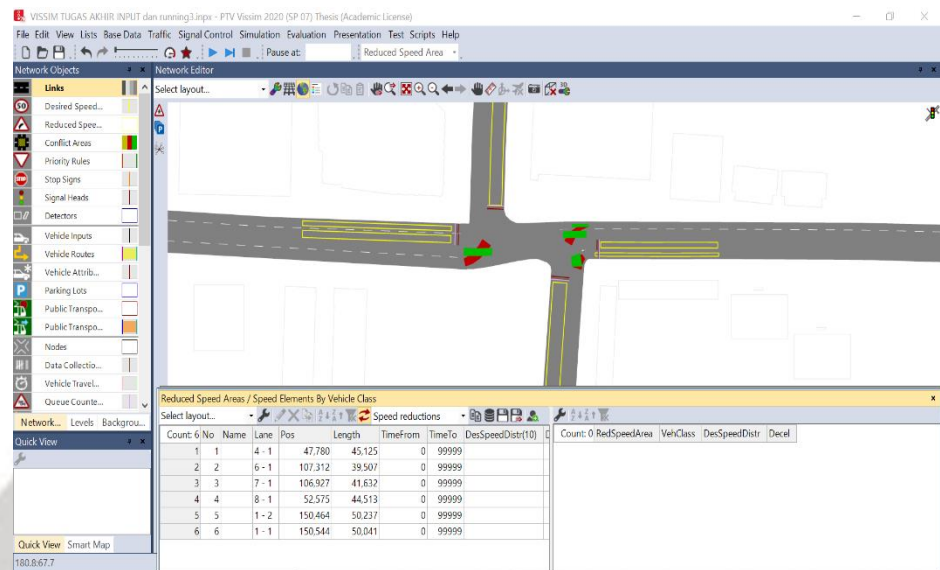 VISSIM TUGAS AKHIR INPUT dan running3.inpx - PTV Vissim 2020 (SP 07) Thesis (Academic License)
File Edit View Lists Base Data Traffic Signal Control Simulation Evaluation Presentation Test Scripts Help
Pause at: Reduced Speed Area
Network Objects
Network Editor
Select layout...
Links
Desired Speed...
Reduced Spee...
Conflict Areas
Priority Rules
Stop Signs
Signal Heads
Detectors
Vehicle Inputs
Vehicle Routes
Vehicle Attrib...
Parking Lots
Public Transpo...
Public Transpo...
Nodes
Data Collectio...
Vehicle Travel...
Queue Counte...
Network... Levels Backgrou...
Quick View
Quick View Smart Map
180.8:67.7
Reduced Speed Areas / Speed Elements By Vehicle Class
Select layout... Speed reductions
Count: 6 No Name Lane Pos Length TimeFrom TimeTo DesSpeedDistr(10)
1 1 4 - 1 47,780 45,125 0 99999
2 2 6 - 1 107,312 39,507 0 99999
3 3 7 - 1 106,927 41,632 0 99999
4 4 8 - 1 52,575 44,513 0 99999
5 5 1 - 2 150,464 50,237 0 99999
6 6 1 - 1 150,544 50,041 0 99999
Count: 0 RedSpeedArea VehClass DesSpeedDistr Decel